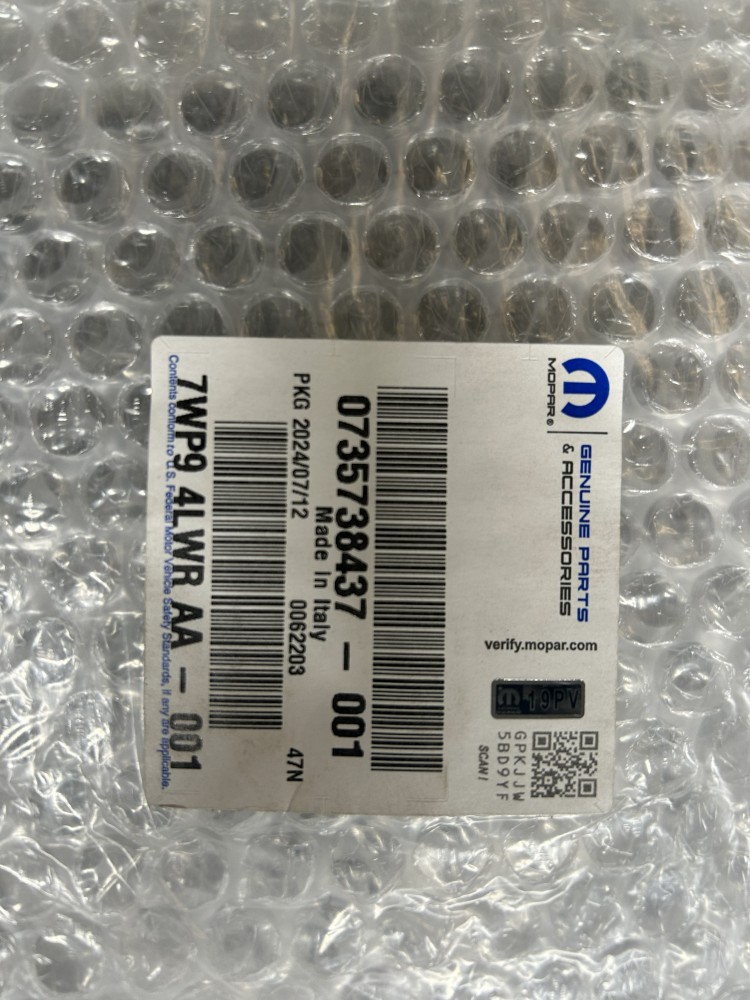 MOPAR®
GENUINE PARTS
& ACCESSORIES
verify.mopar.com
m 19PV
GPKJJW
5BD9YF
SCAN!
0735738437 — 001
Made In Italy
PKG 2024/07/12 0062203 47N
7WP9 4LWR AA — 001
Contents conform to U.S. Federal Motor Vehicle Safety Standards, if any are applicable.